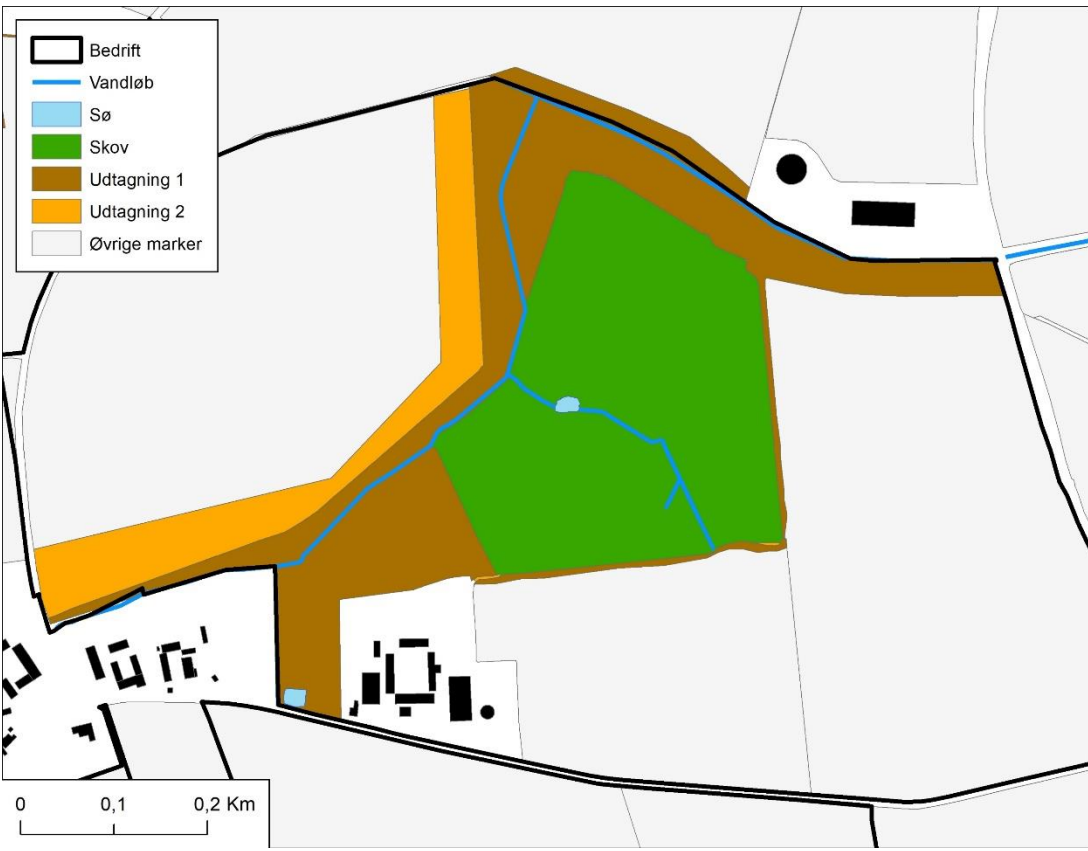 Bedrift
Vandløb
Sø
Skov
Udtagning 1
Udtagning 2
Øvrige marker
0 0,1 0,2 Km